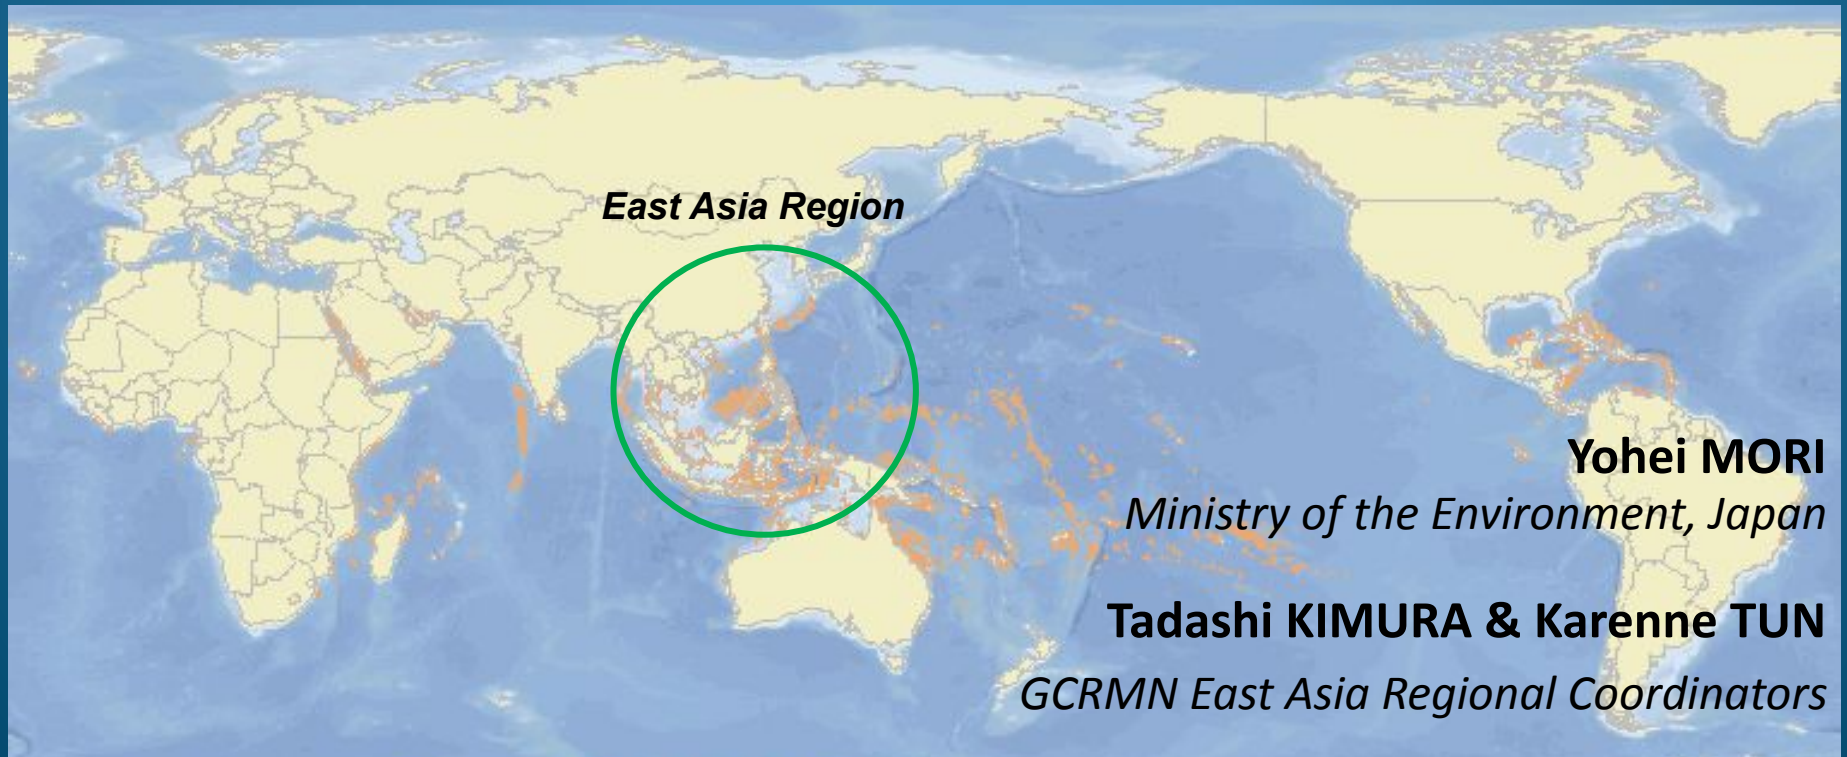 East Asia Region
Yohei MORI
Ministry of the Environment, Japan
Tadashi KIMURA & Karenne TUN
GCRMN East Asia Regional Coordinators